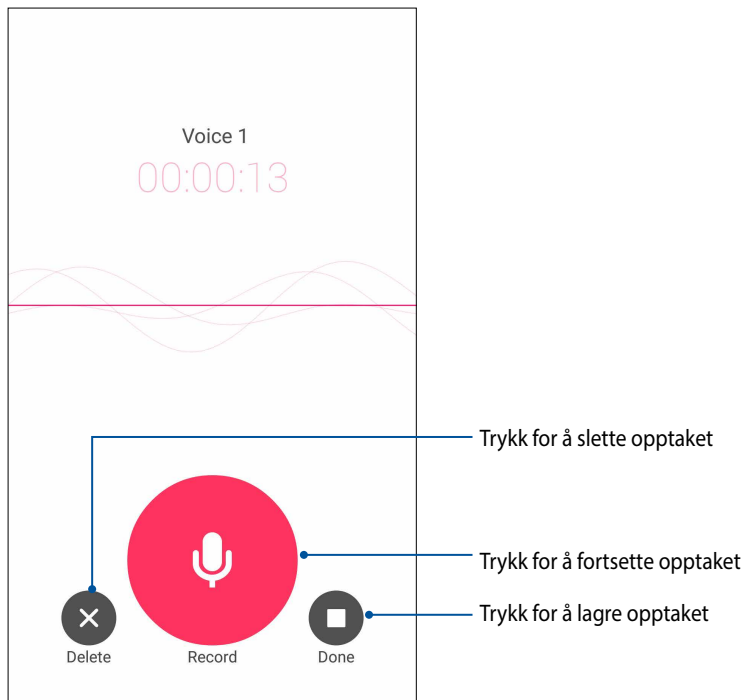 Voice 1
00:00:13
Trykk for å slette opptaket
Trykk for å fortsette opptaket
Trykk for å lagre opptaket
Delete Record Done